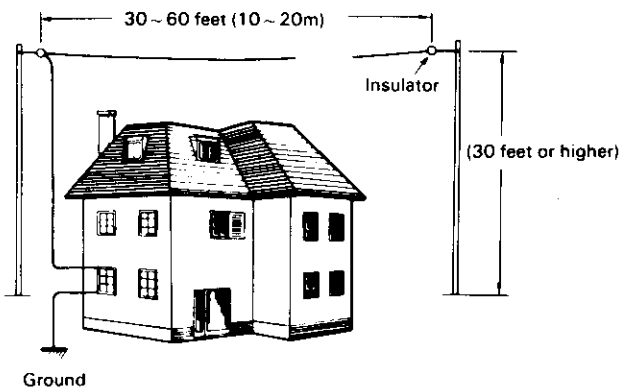 30 ~ 60 feet (10 ~ 20m)
Insulator
(30 feet or higher)
Ground